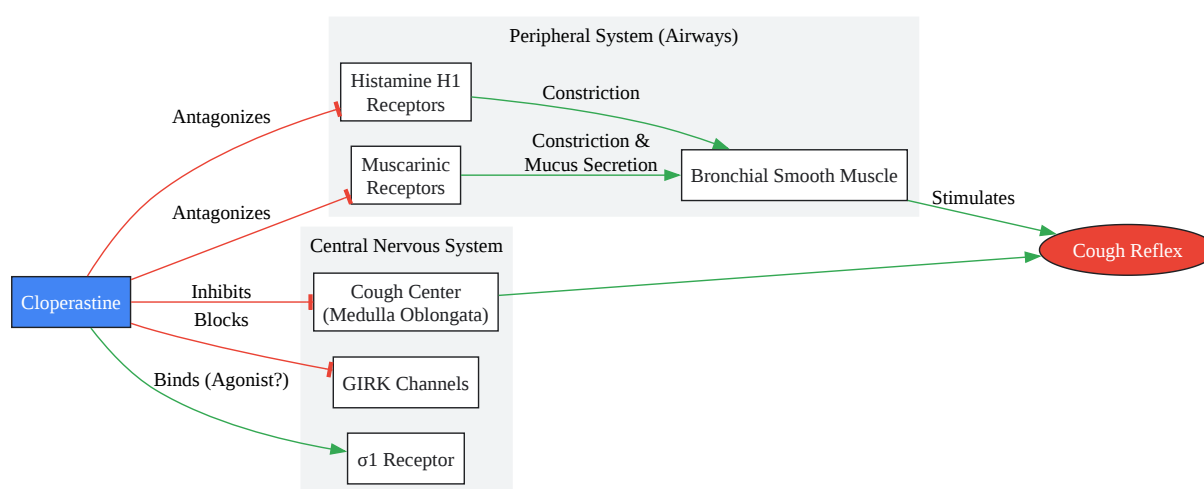 Peripheral System (Airways)
Histamine H1
Receptors
Constriction
Antagonizes
Constriction &
Mucus Secretion
Muscarinic
Receptors
Bronchial Smooth Muscle
Antagonizes
Stimulates
Central Nervous System
Cough Reflex
Cloperastine
Inhibits
Cough Center
(Medulla Oblongata)
Blocks
GIRK Channels
Binds (Agonist?)
σ1 Receptor